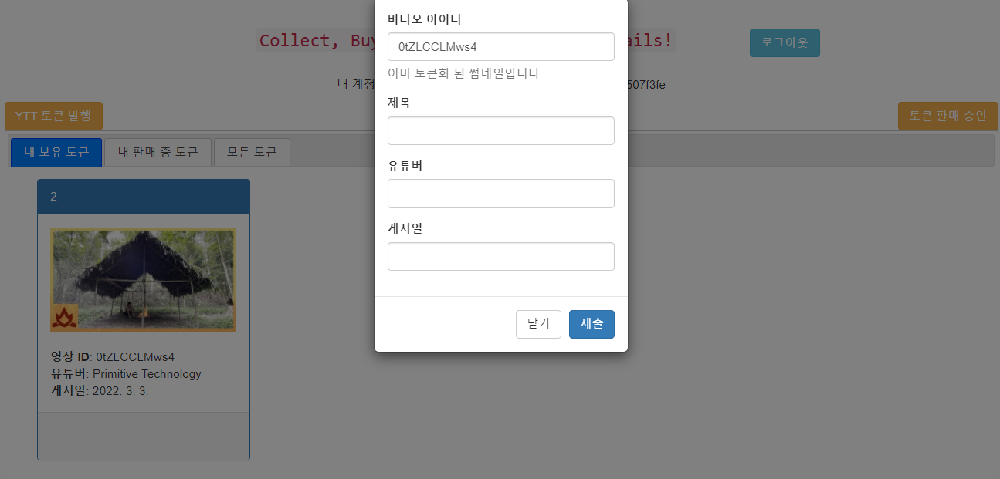 Collect, Buy
ails!
로그아웃
내 계정
507f3fe
YTT 토큰 발행
토큰 판매 승인
내 보유 토큰
내 판매 중 토큰
모든 토큰
2
영상 ID: 0tZLCCLMws4
유튜버: Primitive Technology
게시일: 2022. 3. 3.
비디오 아이디
0tZLCCLMws4
이미 토큰화 된 썸네일입니다
제목
유튜버
게시일
닫기
제출